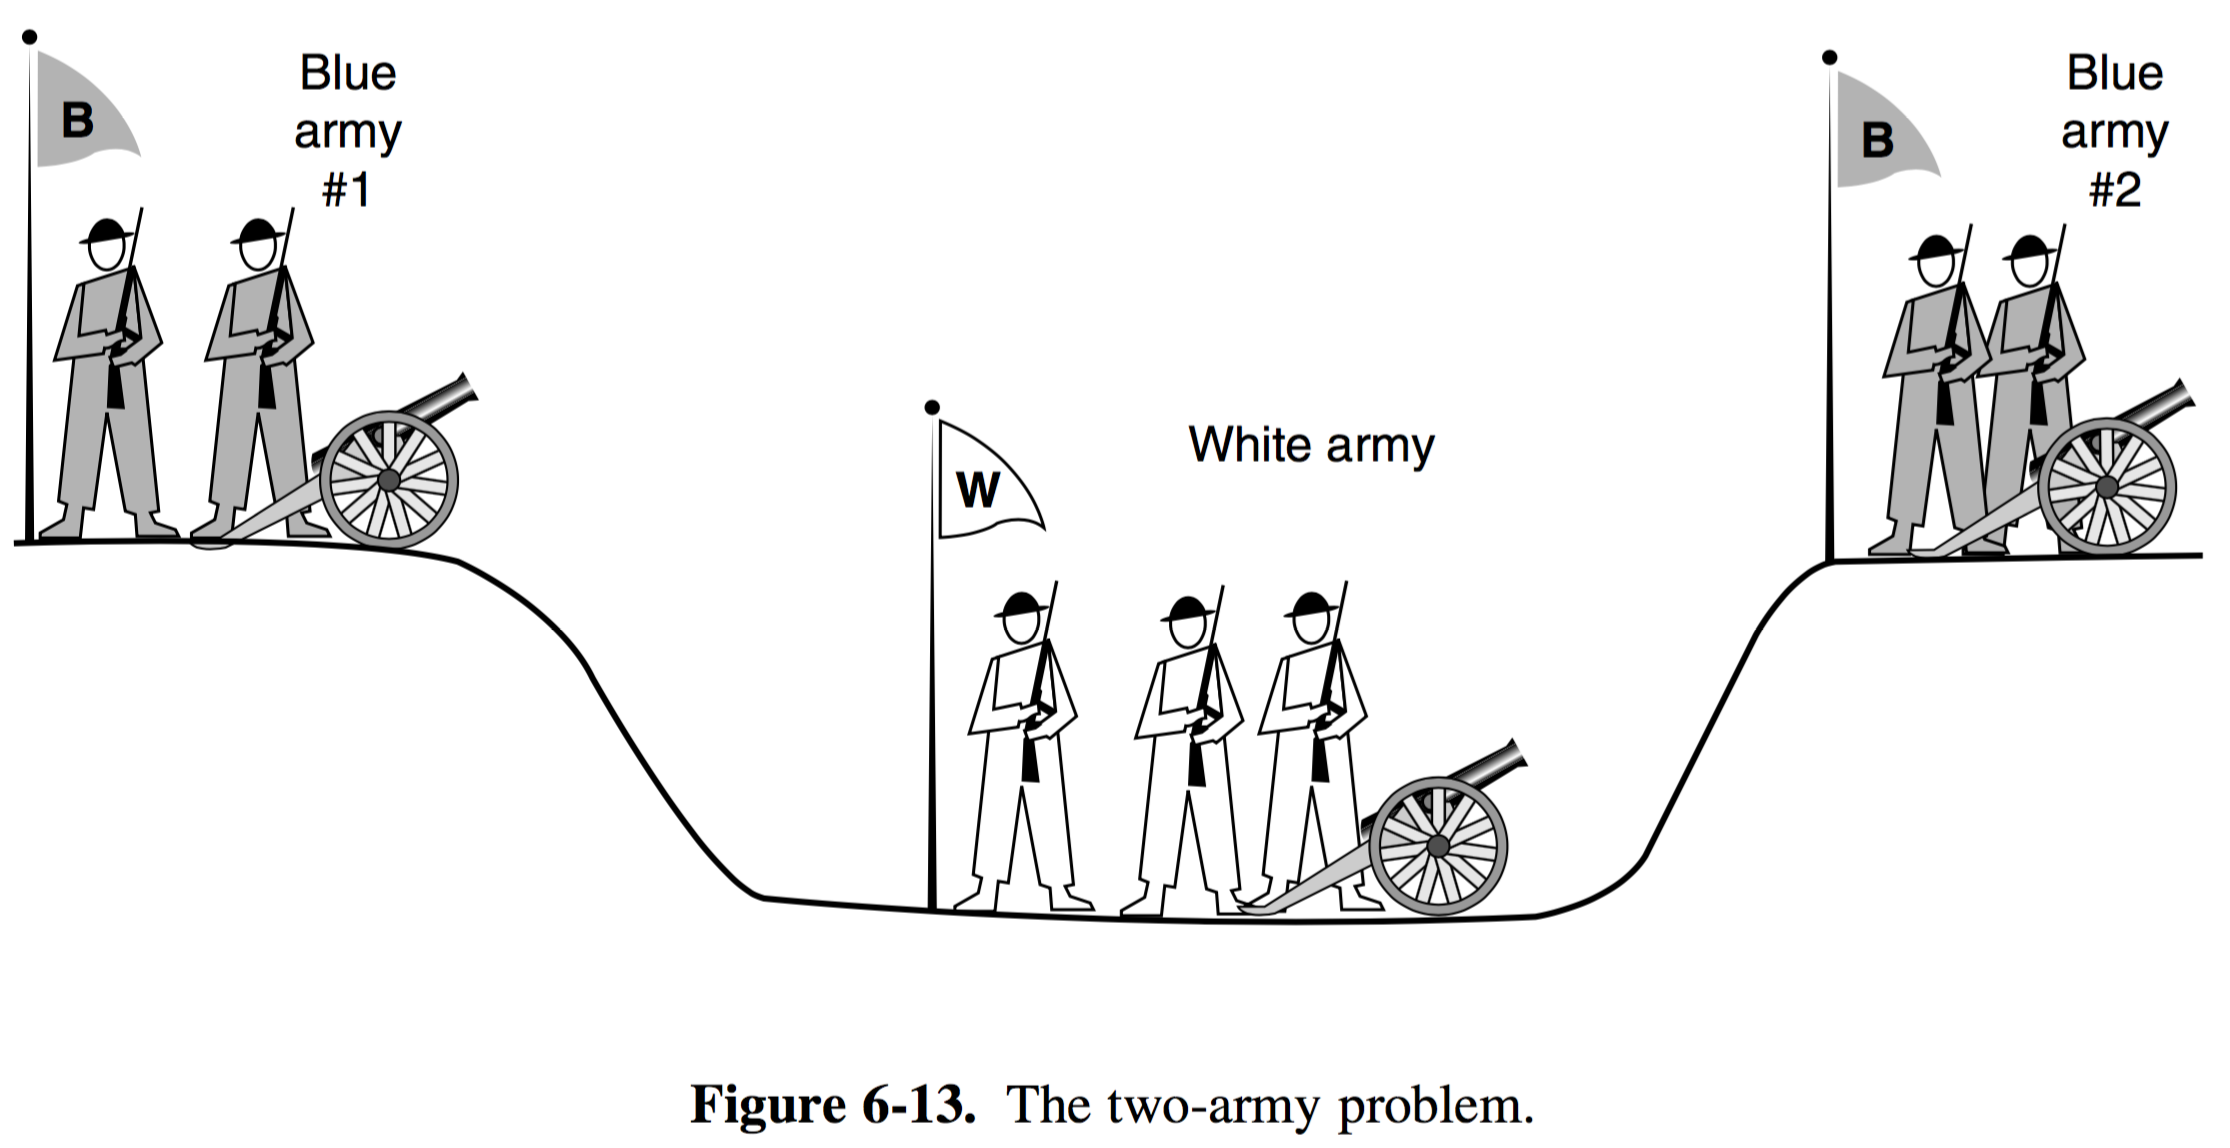 B
Blue
army
#1
B
Blue
army
#2
W
White army
Figure 6-13. The two-army problem.